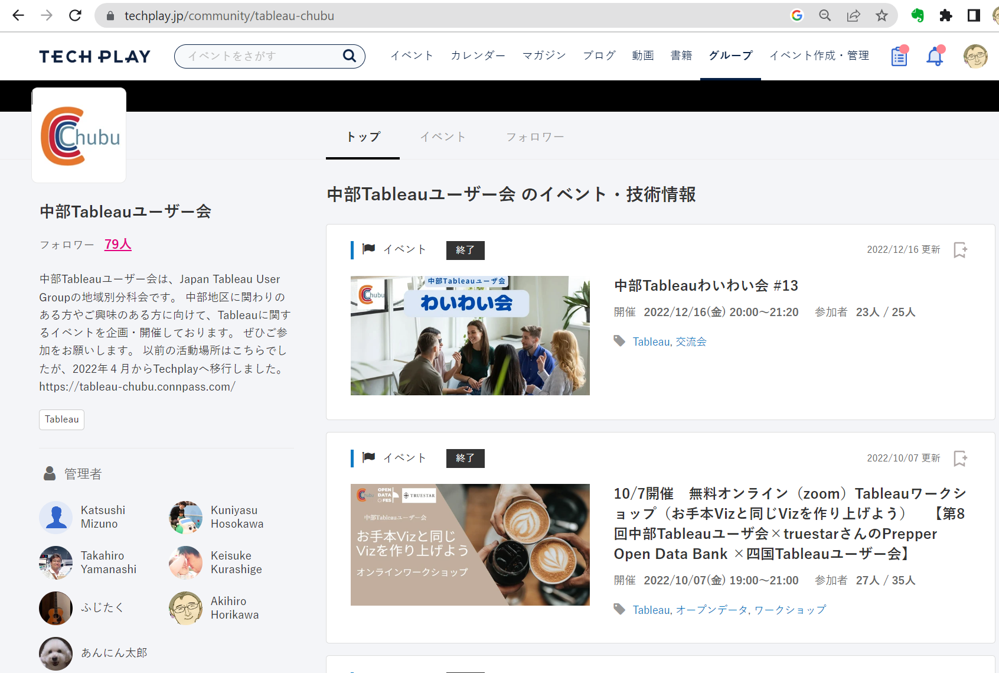 techplay.jp/community/tableau-chubu
TECH PLAY
イベントをさがす
イベント
カレンダー
マガジン
ブログ
動画
書籍
グループ
イベント作成・管理
Chubu
トップ
イベント
フォロワー
中部Tableauユーザー会
フォロワー 79人
中部Tableauユーザー会は、Japan Tableau User
Groupの地域別分科会です。 中部地区に関わりの
ある方やご興味のある方に向けて、Tableauに関す
るイベントを企画・開催しております。 ぜひご参
加をお願いします。 以前の活動場所はこちらでし
たが、2022年４月からTechplayへ移行しました。
https://tableau-chubu.connpass.com/
Tableau
管理者
Katsushi
Mizuno
Kuniyasu
Hosokawa
Takahiro
Yamanashi
Keisuke
Kurashige
ふじたく
Akihiro
Horikawa
あんにん太郎
中部Tableauユーザー会 のイベント・技術情報
イベント 終了
2022/12/16 更新
Chubu
中部Tableauユーザ会
わいわい会
中部Tableauわいわい会 #13
開催 2022/12/16(金) 20:00～21:20 参加者 23人 / 25人
Tableau, 交流会
イベント 終了
2022/10/07 更新
Chubu
OPEN
DATA
FES
TRUESTAR
中部Tableauユーザー会
お手本Vizと同じ
Vizを作り上げよう
オンラインワークショップ
10/7開催　無料オンライン（zoom）Tableauワークシ
ョップ（お手本Vizと同じVizを作り上げよう）　【第8
回中部Tableauユーザ会×truestarさんのPrepper
Open Data Bank ×四国Tableauユーザー会】
開催 2022/10/07(金) 19:00～21:00 参加者 27人 / 35人
Tableau, オープンデータ, ワークショップ